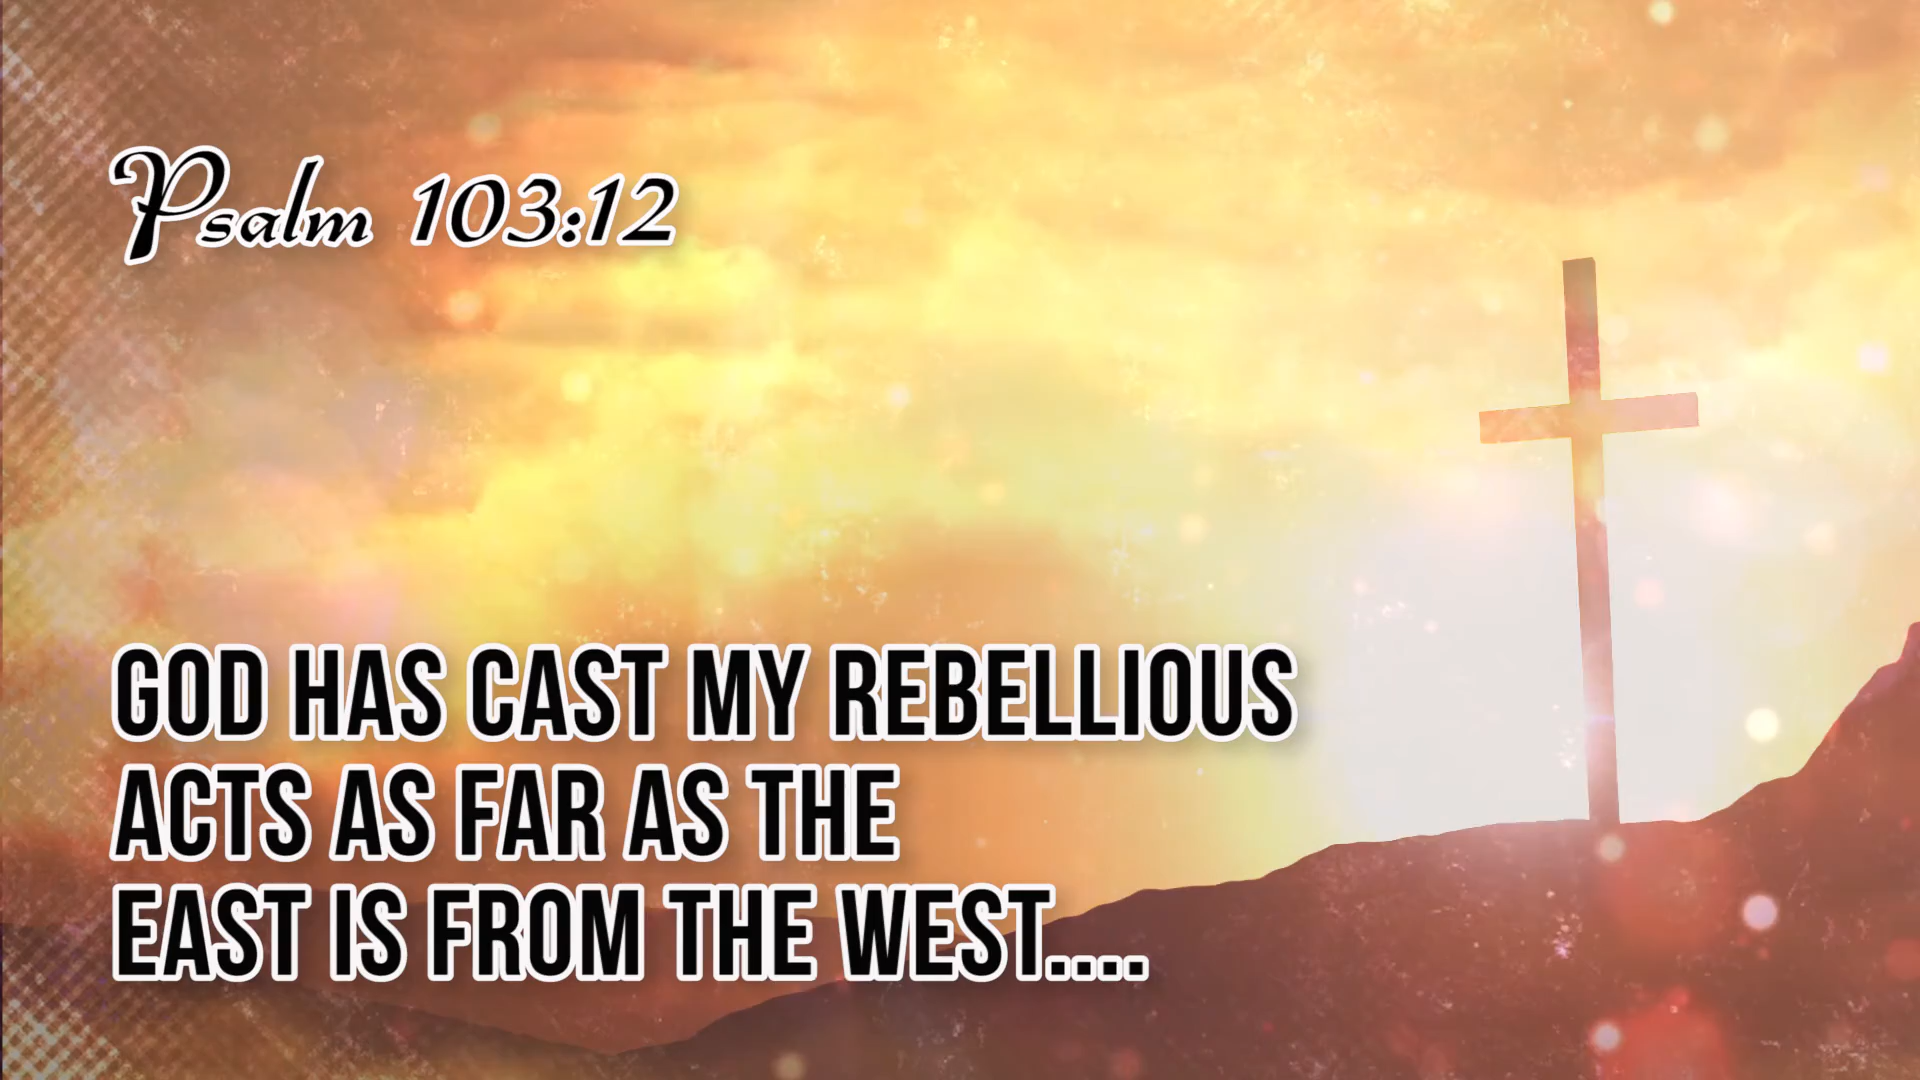 Psalm 103:12
GOD HAS CAST MY REBELLIOUS
ACTS AS FAR AS THE
EAST IS FROM THE WEST....